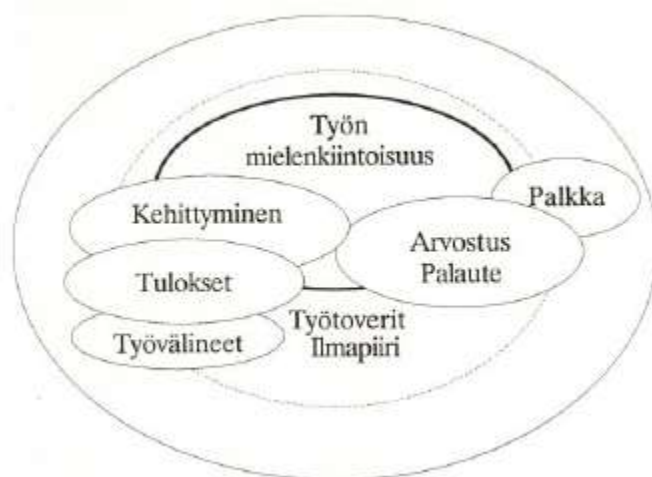 Työn
mielenkiintoisuus
Palkka
Kehittyminen
Arvostus
Palaute
Tulokset
Työtoverit
Ilmapiiri
Työvälineet